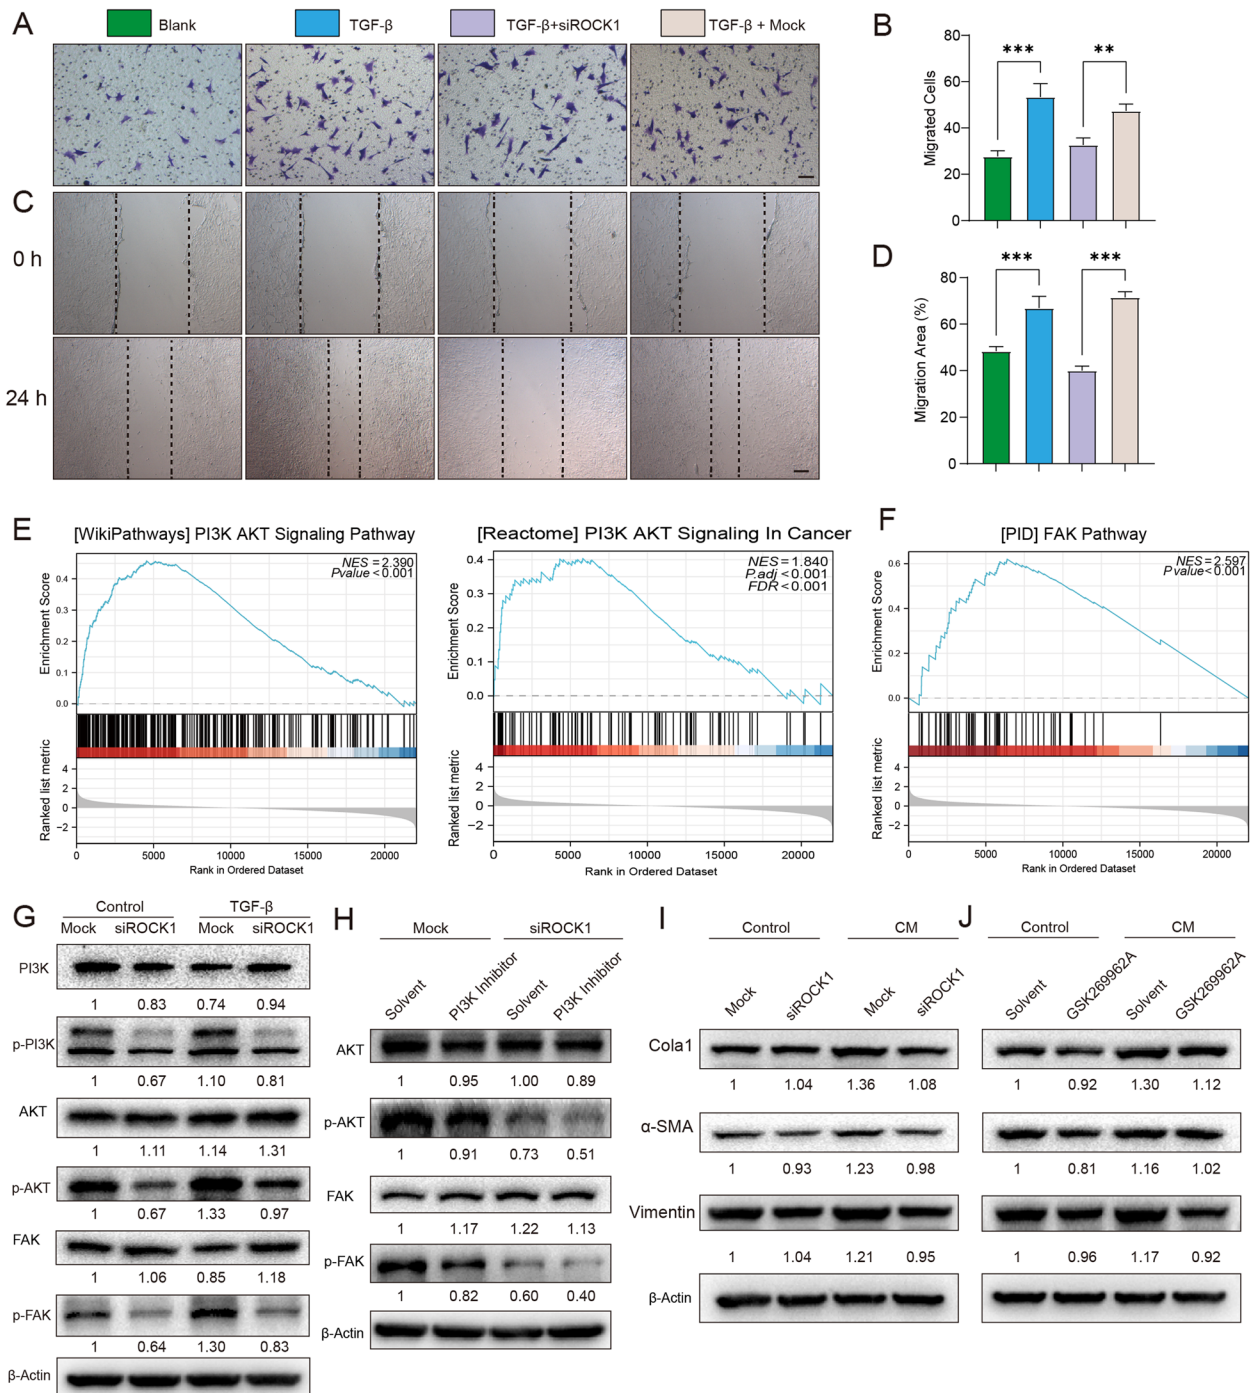 A
Blank
TGF-β
TGF-β+siROCK1
TGF-β + Mock
B
80
60
40
20
0
Migrated Cells
***
**
C
0 h
24 h
D
80
60
40
20
0
Migration Area (%)
***
***
E
[WikiPathways] PI3K AKT Signaling Pathway
NES = 2.390
Pvalue < 0.001
Enrichment Score
0.4
0.3
0.2
0.1
0.0
Ranked list metric
4
2
0
−2
0 5000 10000 15000 20000
Rank in Ordered Dataset
[Reactome] PI3K AKT Signaling In Cancer
NES = 1.840
P.adj < 0.001
FDR < 0.001
Enrichment Score
0.4
0.3
0.2
0.1
0.0
Ranked list metric
4
2
0
−2
0 5000 10000 15000 20000
Rank in Ordered Dataset
F
[PID] FAK Pathway
NES = 2.597
Pvalue < 0.001
Enrichment Score
0.6
0.4
0.2
0.0
Ranked list metric
4
2
0
−2
0 5000 10000 15000 20000
Rank in Ordered Dataset
G
Control TGF-β
Mock siROCK1 Mock siROCK1
PI3K
1 0.83 0.74 0.94
p-PI3K
1 0.67 1.10 0.81
AKT
1 1.11 1.14 1.31
p-AKT
1 0.67 1.33 0.97
FAK
1 1.06 0.85 1.18
p-FAK
1 0.64 1.30 0.83
β-Actin
H
Mock siROCK1
Solvent PI3K Inhibitor Solvent PI3K Inhibitor
AKT
1 0.95 1.00 0.89
p-AKT
1 0.91 0.73 0.51
FAK
1 1.17 1.22 1.13
p-FAK
1 0.82 0.60 0.40
β-Actin
I
Control CM
Mock siROCK1 Mock siROCK1
Cola1
1 1.04 1.36 1.08
α-SMA
1 0.93 1.23 0.98
Vimentin
1 1.04 1.21 0.95
β-Actin
J
Control CM
Solvent GSK269962A Solvent GSK269962A
1 0.92 1.30 1.12
1 0.81 1.16 1.02
1 0.96 1.17 0.92